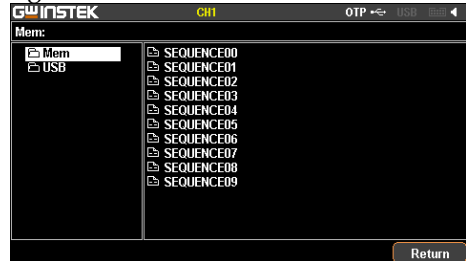 GWINSTEK CH1 OTP USB
Mem:
Mem
USB
SEQUENCE00
SEQUENCE01
SEQUENCE02
SEQUENCE03
SEQUENCE04
SEQUENCE05
SEQUENCE06
SEQUENCE07
SEQUENCE08
SEQUENCE09
Return